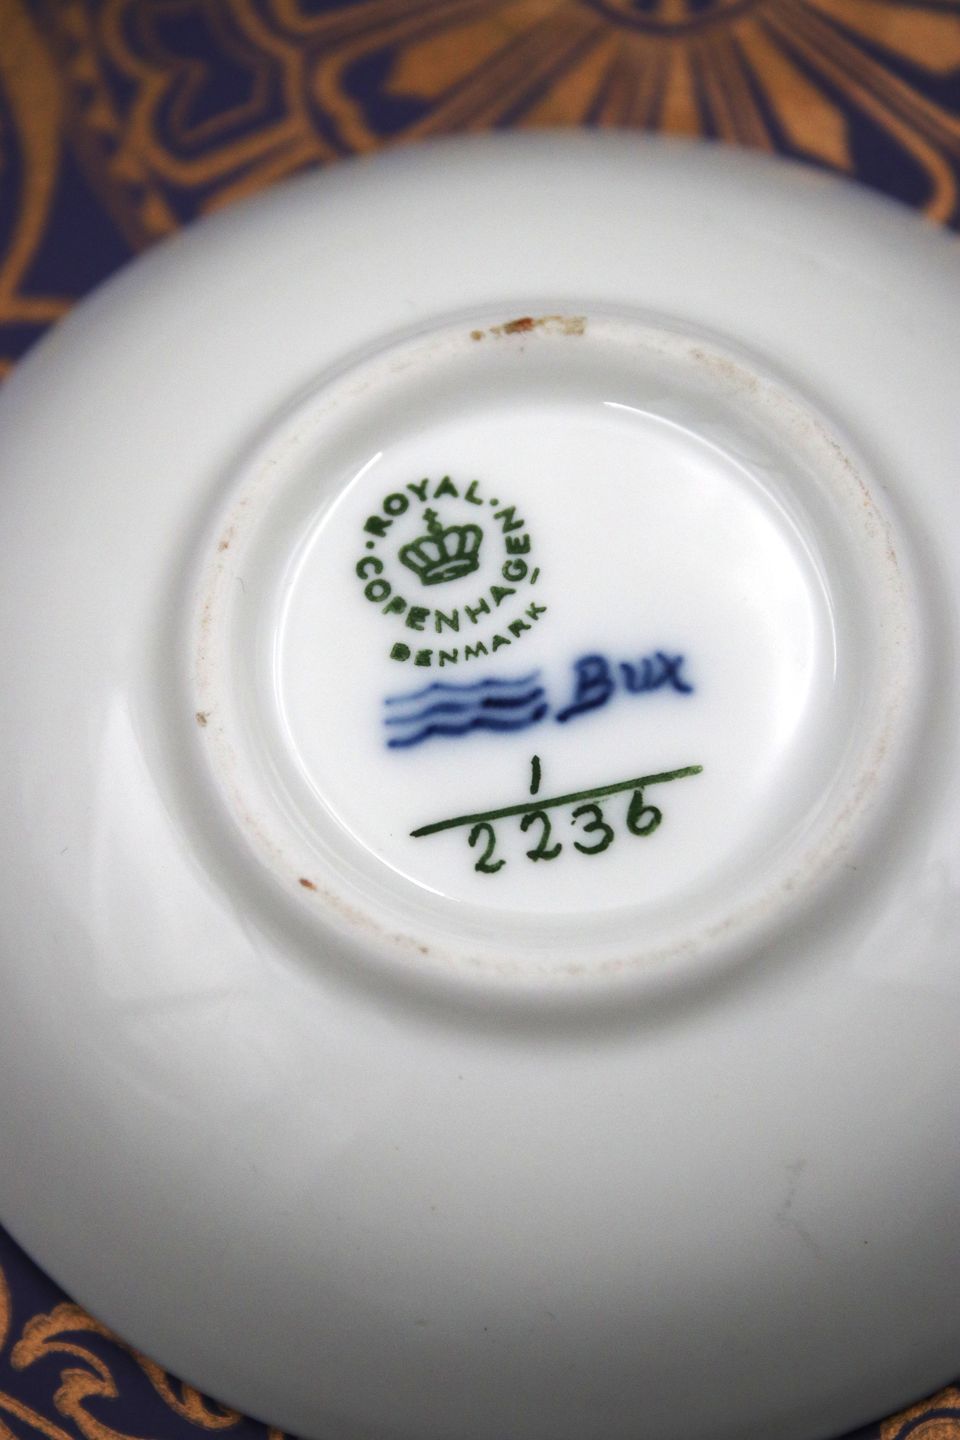 ROYAL·
COPENHAGEN
DENMARK
Bux
1
2236